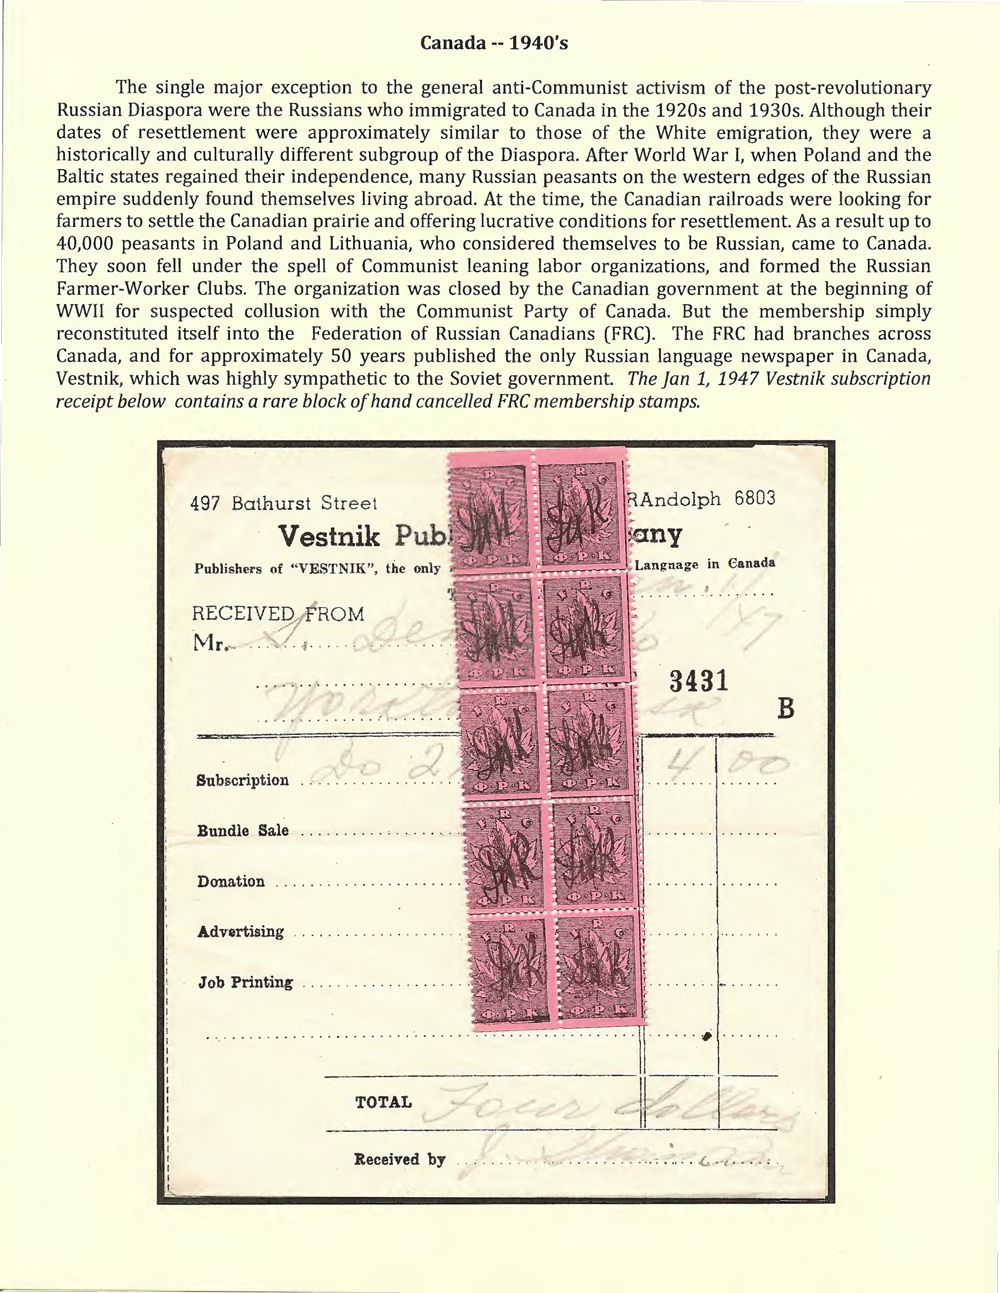 Canada -- 1940's
The single major exception to the general anti-Communist activism of the post-revolutionary
Russian Diaspora were the Russians who immigrated to Canada in the 1920s and 1930s. Although their
dates of resettlement were approximately similar to those of the White emigration, they were a
historically and culturally different subgroup of the Diaspora. After World War I, when Poland and the
Baltic states regained their independence, many Russian peasants on the western edges of the Russian
empire suddenly found themselves living abroad. At the time, the Canadian railroads were looking for
farmers to settle the Canadian prairie and offering lucrative conditions for resettlement. As a result up to
40,000 peasants in Poland and Lithuania, who considered themselves to be Russian, came to Canada.
They soon fell under the spell of Communist leaning labor organizations, and formed the Russian
Farmer-Worker Clubs. The organization was closed by the Canadian government at the beginning of
WWII for suspected collusion with the Communist Party of Canada. But the membership simply
reconstituted itself into the Federation of Russian Canadians (FRC). The FRC had branches across
Canada, and for approximately 50 years published the only Russian language newspaper in Canada,
Vestnik, which was highly sympathetic to the Soviet government. The Jan 1, 1947 Vestnik subscription
receipt below contains a rare block of hand cancelled FRC membership stamps.
497 Bathurst Street RAndolph 6803
Vestnik Publ any
Publishers of "VESTNIK", the only Language in Canada
RECEIVED FROM
Mr. S.
3431
B
Subscription 4 00
Bundle Sale
Donation
Advertising
Job Printing
TOTAL Four dollars
Received by
F R C F R C
Ф·Р·К Ф·Р·К
F R C F R C
Ф·Р·К Ф·Р·К
F R C F R C
Ф·Р·К Ф·Р·К
F R C F R C
Ф·Р·К Ф·Р·К
F R C F R C
Ф·Р·К Ф·Р·К